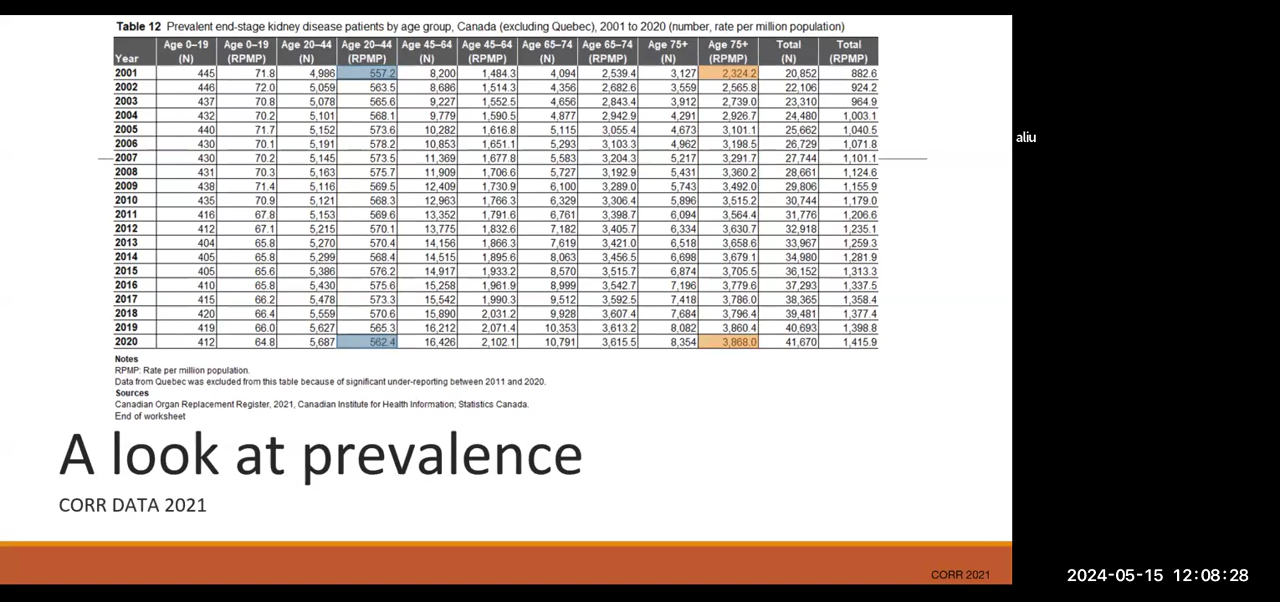 Table 12 Prevalent end-stage kidney disease patients by age group, Canada (excluding Quebec), 2001 to 2020 (number, rate per million population)
Year Age 0–19 (N) Age 0–19 (RPMP) Age 20–44 (N) Age 20–44 (RPMP) Age 45–64 (N) Age 45–64 (RPMP) Age 65–74 (N) Age 65–74 (RPMP) Age 75+ (N) Age 75+ (RPMP) Total (N) Total (RPMP)
2001 445 71.8 4,986 557.2 8,200 1,484.3 4,094 2,539.4 3,127 2,324.2 20,852 882.6
2002 446 72.0 5,059 563.5 8,686 1,514.3 4,356 2,682.6 3,559 2,565.8 22,106 924.2
2003 437 70.8 5,078 565.6 9,227 1,552.5 4,656 2,843.4 3,912 2,739.0 23,310 964.9
2004 432 70.2 5,101 568.1 9,779 1,590.5 4,877 2,942.9 4,291 2,926.7 24,480 1,003.1
2005 440 71.7 5,152 573.6 10,282 1,616.8 5,115 3,055.4 4,673 3,101.1 25,662 1,040.5
2006 430 70.1 5,191 578.2 10,853 1,651.1 5,293 3,103.3 4,962 3,198.5 26,729 1,071.8
2007 430 70.2 5,145 573.5 11,369 1,677.8 5,583 3,204.3 5,217 3,291.7 27,744 1,101.1
2008 431 70.3 5,163 575.7 11,909 1,706.6 5,727 3,192.9 5,431 3,360.2 28,661 1,124.6
2009 438 71.4 5,116 569.5 12,409 1,730.9 6,100 3,289.0 5,743 3,492.0 29,806 1,155.9
2010 435 70.9 5,121 568.3 12,963 1,766.3 6,329 3,306.4 5,896 3,515.2 30,744 1,179.0
2011 416 67.8 5,153 569.6 13,352 1,791.6 6,761 3,398.7 6,094 3,564.4 31,776 1,206.6
2012 412 67.1 5,215 570.1 13,775 1,832.6 7,182 3,405.7 6,334 3,630.7 32,918 1,235.1
2013 404 65.8 5,270 570.4 14,156 1,866.3 7,619 3,421.0 6,518 3,658.6 33,967 1,259.3
2014 405 65.8 5,299 568.4 14,515 1,895.6 8,063 3,456.5 6,698 3,679.1 34,980 1,281.9
2015 405 65.6 5,386 576.2 14,917 1,933.2 8,570 3,515.7 6,874 3,705.5 36,152 1,313.3
2016 410 65.8 5,430 575.6 15,258 1,961.9 8,999 3,542.7 7,196 3,779.6 37,293 1,337.5
2017 415 66.2 5,478 573.3 15,542 1,990.3 9,512 3,592.5 7,418 3,786.0 38,365 1,358.4
2018 420 66.4 5,559 570.6 15,890 2,031.2 9,928 3,607.4 7,684 3,796.4 39,481 1,377.4
2019 419 66.0 5,627 565.3 16,212 2,071.4 10,353 3,613.2 8,082 3,860.4 40,693 1,398.8
2020 412 64.8 5,687 562.4 16,426 2,102.1 10,791 3,615.5 8,354 3,868.0 41,670 1,415.9
Notes
RPMP: Rate per million population.
Data from Quebec was excluded from this table because of significant under-reporting between 2011 and 2020.
Sources
Canadian Organ Replacement Register, 2021, Canadian Institute for Health Information; Statistics Canada.
End of worksheet
A look at prevalence
CORR DATA 2021
CORR 2021
aliu
2024-05-15 12:08:28